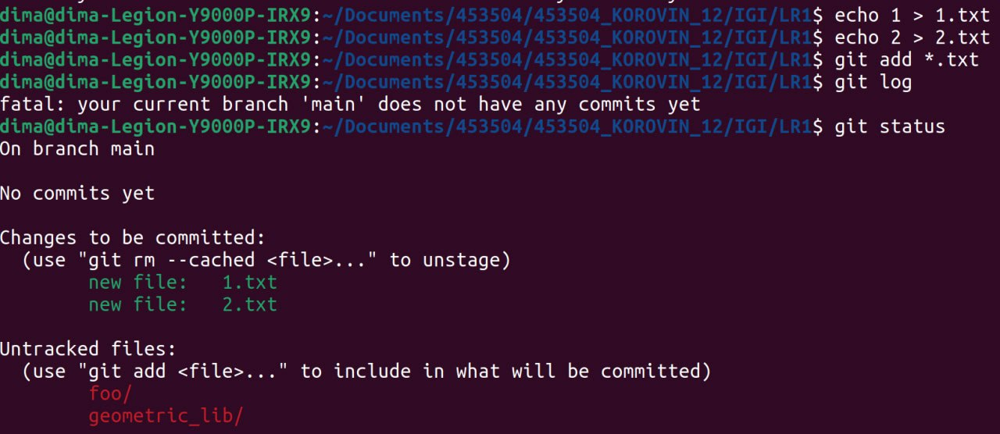 dima@dima-Legion-Y9000P-IRX9:~/Documents/453504/453504_KOROVIN_12/IGI/LR1$ echo 1 > 1.txt
dima@dima-Legion-Y9000P-IRX9:~/Documents/453504/453504_KOROVIN_12/IGI/LR1$ echo 2 > 2.txt
dima@dima-Legion-Y9000P-IRX9:~/Documents/453504/453504_KOROVIN_12/IGI/LR1$ git add *.txt
dima@dima-Legion-Y9000P-IRX9:~/Documents/453504/453504_KOROVIN_12/IGI/LR1$ git log
fatal: your current branch 'main' does not have any commits yet
dima@dima-Legion-Y9000P-IRX9:~/Documents/453504/453504_KOROVIN_12/IGI/LR1$ git status
On branch main

No commits yet

Changes to be committed:
  (use "git rm --cached <file>..." to unstage)
        new file:   1.txt
        new file:   2.txt

Untracked files:
  (use "git add <file>..." to include in what will be committed)
        foo/
        geometric_lib/